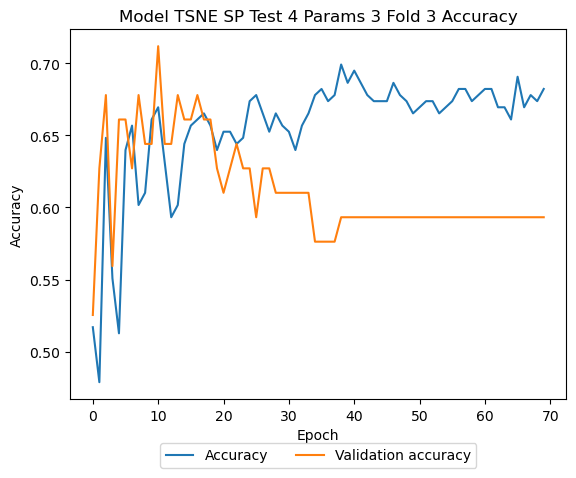 Model TSNE SP Test 4 Params 3 Fold 3 Accuracy
Accuracy
0.70
0.65
0.60
0.55
0.50
0 10 20 30 40 50 60 70
Epoch
Accuracy Validation accuracy